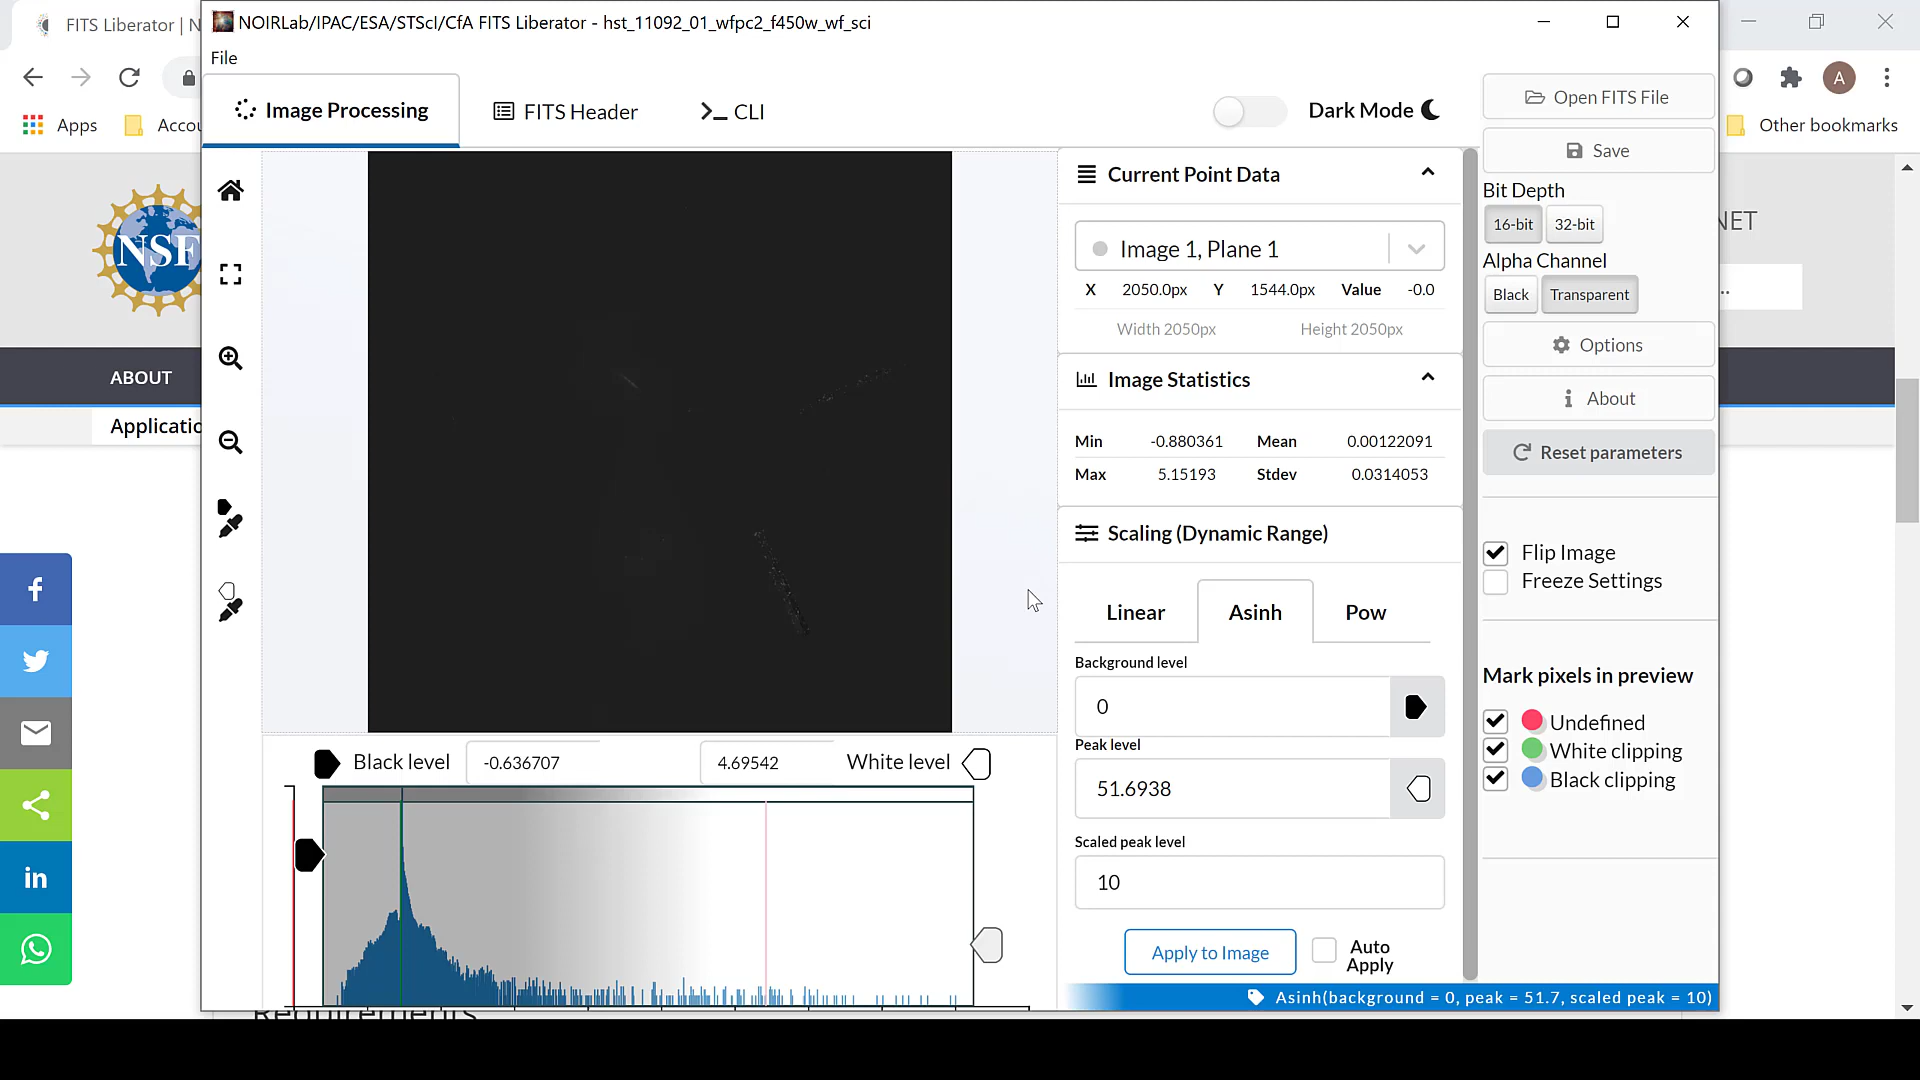 FITS Liberator | N
NOIRLab/IPAC/ESA/STScI/CfA FITS Liberator - hst_11092_01_wfpc2_f450w_wf_sci
File
A
Apps
Accou
Other bookmarks
Image Processing
FITS Header
CLI
Dark Mode
Open FITS File
Save
Bit Depth
16-bit
32-bit
Alpha Channel
Black
Transparent
Options
About
Reset parameters
Flip Image
Freeze Settings
Mark pixels in preview
Undefined
White clipping
Black clipping
Current Point Data
Image 1, Plane 1
X 2050.0px Y 1544.0px Value -0.0
Width 2050px Height 2050px
Image Statistics
Min -0.880361 Mean 0.00122091
Max 5.15193 Stdev 0.0314053
Scaling (Dynamic Range)
Linear
Asinh
Pow
Background level
0
Peak level
51.6938
Scaled peak level
10
Apply to Image
Auto
Apply
Black level -0.636707 4.69542 White level
Asinh(background = 0, peak = 51.7, scaled peak = 10)
NSF
NET
..
ABOUT
Applicatio
f
in
Requirements